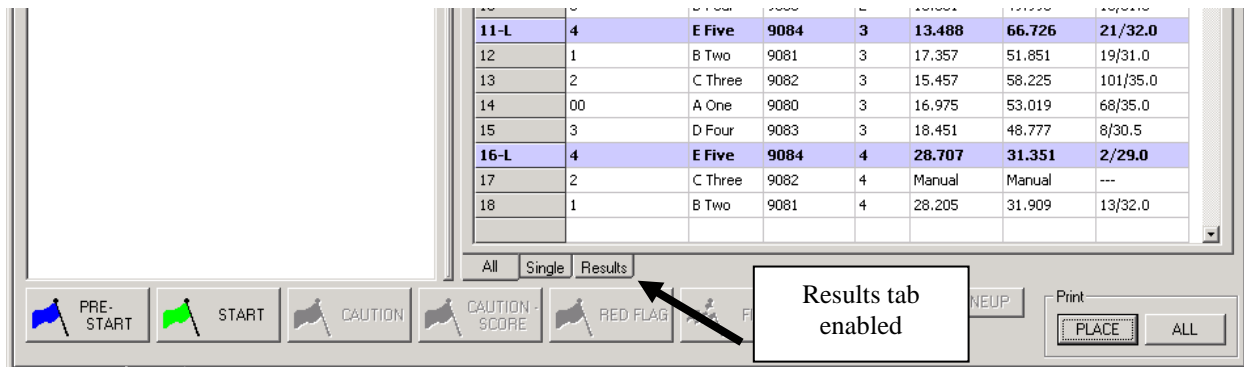 11-L 4 E Five 9084 3 13.488 66.726 21/32.0
12 1 B Two 9081 3 17.357 51.851 19/31.0
13 2 C Three 9082 3 15.457 58.225 101/35.0
14 00 A One 9080 3 16.975 53.019 68/35.0
15 3 D Four 9083 3 18.451 48.777 8/30.5
16-L 4 E Five 9084 4 28.707 31.351 2/29.0
17 2 C Three 9082 4 Manual Manual ---
18 1 B Two 9081 4 28.205 31.909 13/32.0
All Single Results
PRE-
START
START
CAUTION
CAUTION -
SCORE
RED FLAG
Results tab
enabled
NEUP
Print
PLACE ALL